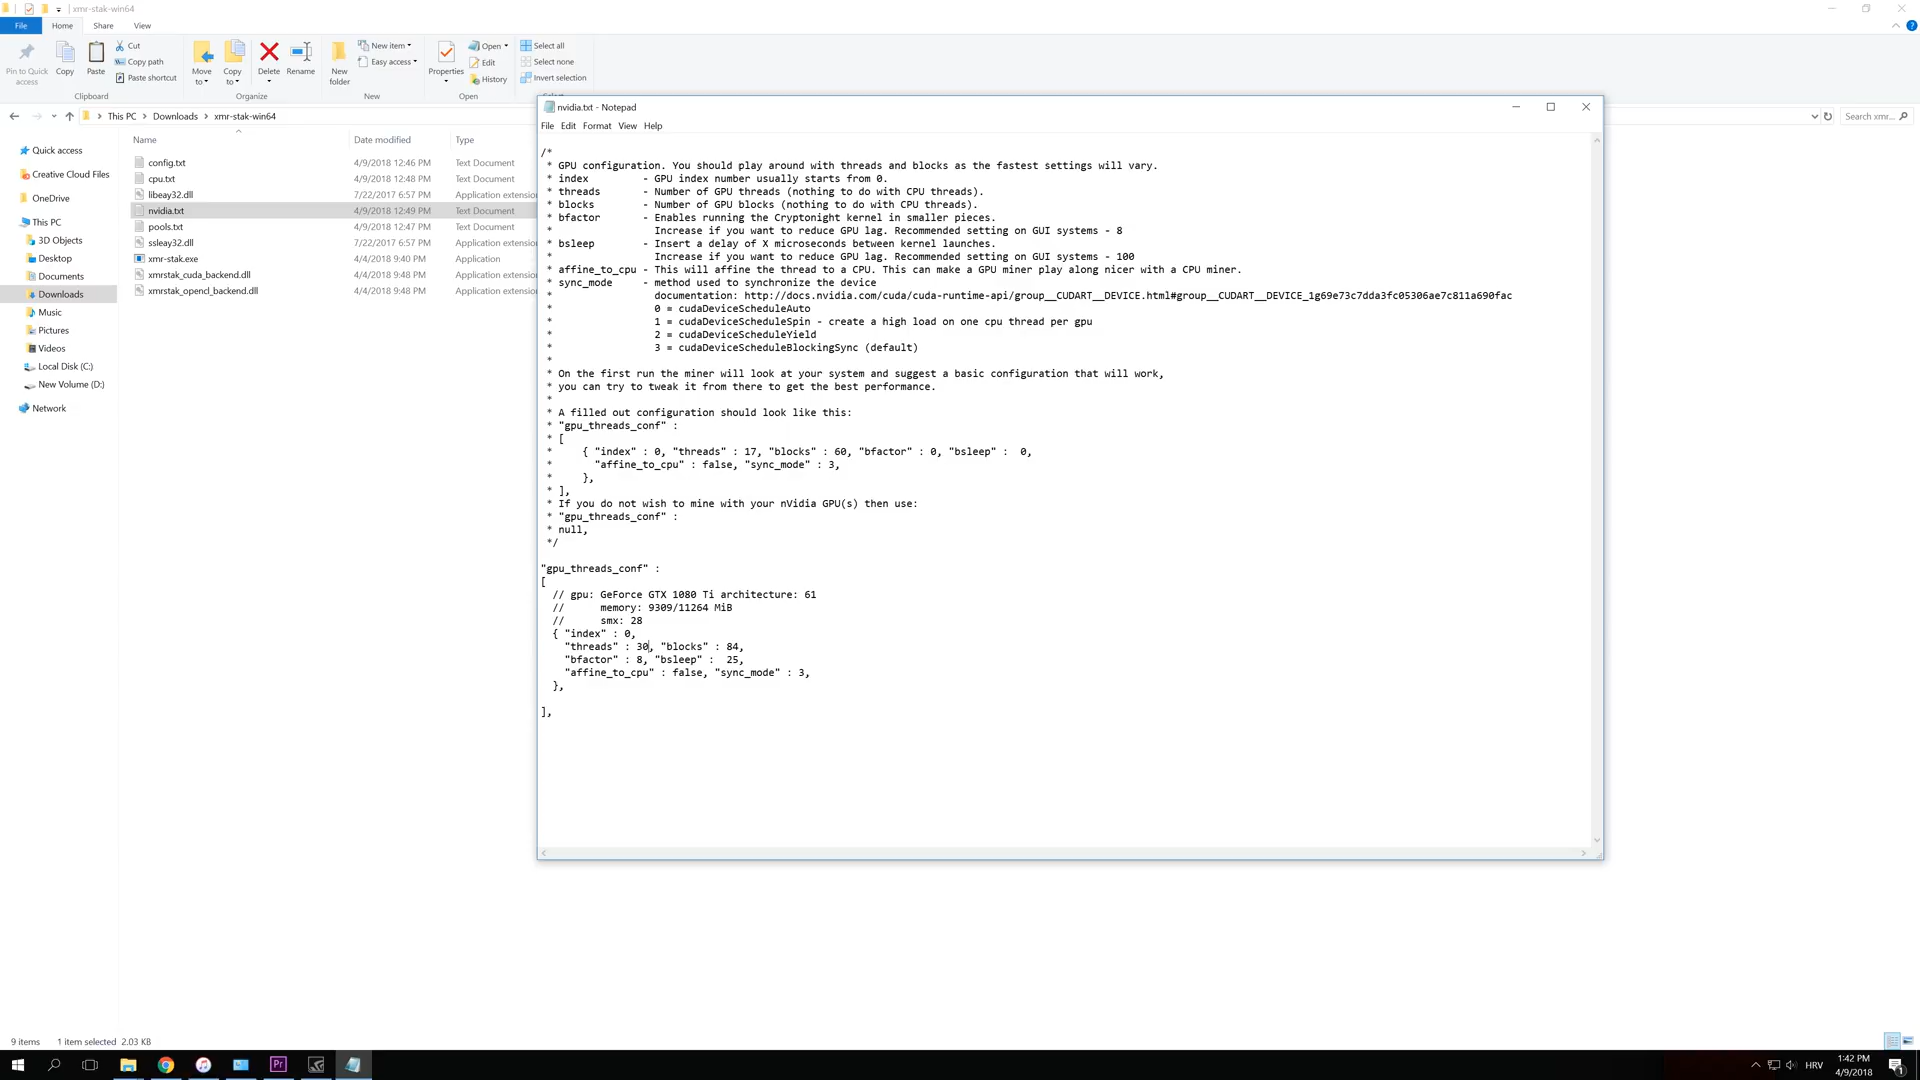 xmr-stak-win64
File
Home
Share
View
Pin to Quick access
Copy
Paste
Cut
Copy path
Paste shortcut
Clipboard
Move to
Copy to
Delete
Rename
Organize
New folder
New item
Easy access
New
Properties
Open
Edit
History
Open
Select all
Select none
Invert selection
This PC
Downloads
xmr-stak-win64
Search xmr...
Quick access
Creative Cloud Files
OneDrive
This PC
3D Objects
Desktop
Documents
Downloads
Music
Pictures
Videos
Local Disk (C:)
New Volume (D:)
Network
Name Date modified Type
config.txt 4/9/2018 12:46 PM Text Document
cpu.txt 4/9/2018 12:48 PM Text Document
libeay32.dll 7/22/2017 6:57 PM Application extension
nvidia.txt 4/9/2018 12:49 PM Text Document
pools.txt 4/9/2018 12:47 PM Text Document
ssleay32.dll 7/22/2017 6:57 PM Application extension
xmr-stak.exe 4/4/2018 9:40 PM Application
xmrstak_cuda_backend.dll 4/4/2018 9:48 PM Application extension
xmrstak_opencl_backend.dll 4/4/2018 9:48 PM Application extension
nvidia.txt - Notepad
File Edit Format View Help
/*
* GPU configuration. You should play around with threads and blocks as the fastest settings will vary.
* index - GPU index number usually starts from 0.
* threads - Number of GPU threads (nothing to do with CPU threads).
* blocks - Number of GPU blocks (nothing to do with CPU threads).
* bfactor - Enables running the Cryptonight kernel in smaller pieces.
* Increase if you want to reduce GPU lag. Recommended setting on GUI systems - 8
* bsleep - Insert a delay of X microseconds between kernel launches.
* Increase if you want to reduce GPU lag. Recommended setting on GUI systems - 100
* affine_to_cpu - This will affine the thread to a CPU. This can make a GPU miner play along nicer with a CPU miner.
* sync_mode - method used to synchronize the device
* documentation: http://docs.nvidia.com/cuda/cuda-runtime-api/group__CUDART__DEVICE.html#group__CUDART__DEVICE_1g69e73c7dda3fc05306ae7c811a690fac
* 0 = cudaDeviceScheduleAuto
* 1 = cudaDeviceScheduleSpin - create a high load on one cpu thread per gpu
* 2 = cudaDeviceScheduleYield
* 3 = cudaDeviceScheduleBlockingSync (default)
*
* On the first run the miner will look at your system and suggest a basic configuration that will work,
* you can try to tweak it from there to get the best performance.
*
* A filled out configuration should look like this:
* "gpu_threads_conf" :
* [
* { "index" : 0, "threads" : 17, "blocks" : 60, "bfactor" : 0, "bsleep" : 0,
* "affine_to_cpu" : false, "sync_mode" : 3,
* },
* ],
* If you do not wish to mine with your nVidia GPU(s) then use:
* "gpu_threads_conf" :
* null,
*/
"gpu_threads_conf" :
[
// gpu: GeForce GTX 1080 Ti architecture: 61
// memory: 9309/11264 MiB
// smx: 28
{ "index" : 0,
"threads" : 30, "blocks" : 84,
"bfactor" : 8, "bsleep" : 25,
"affine_to_cpu" : false, "sync_mode" : 3,
},
],
9 items 1 item selected 2.03 KB
Pr
HRV
1:42 PM
4/9/2018
1